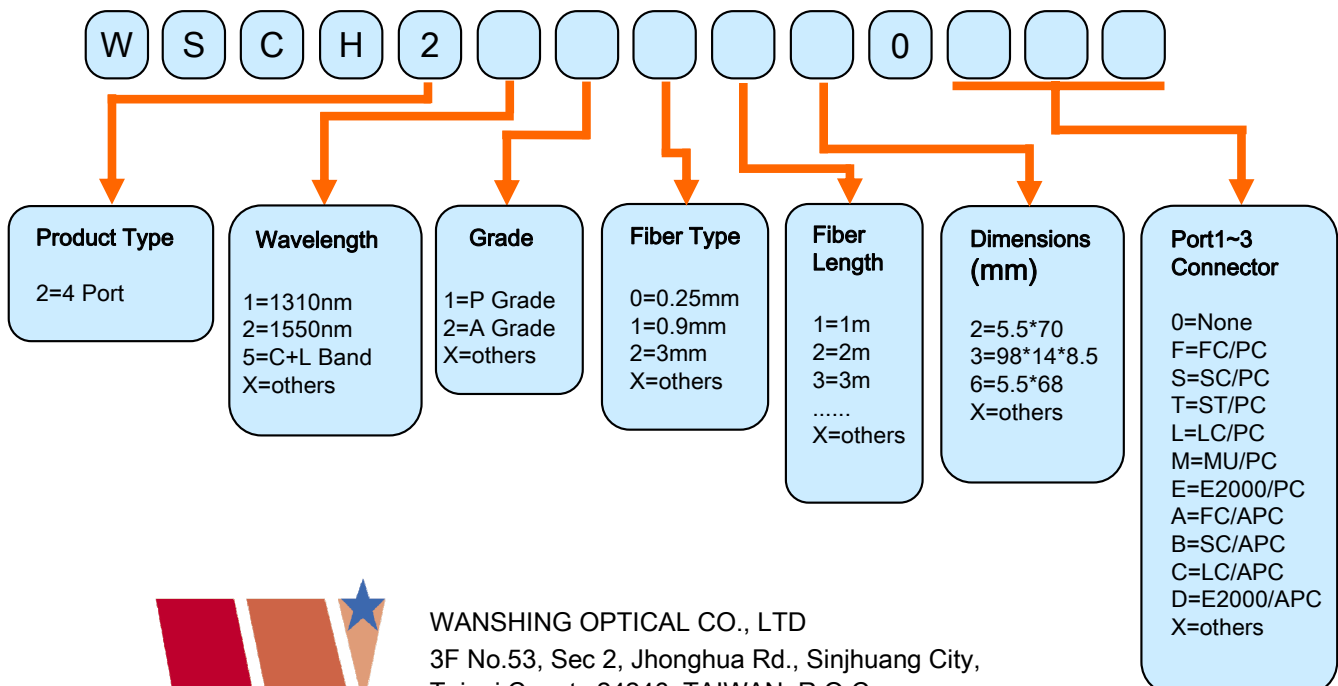 W S C H 2 0
Product Type
2=4 Port
Wavelength
1=1310nm
2=1550nm
5=C+L Band
X=others
Grade
1=P Grade
2=A Grade
X=others
Fiber Type
0=0.25mm
1=0.9mm
2=3mm
X=others
Fiber
Length
1=1m
2=2m
3=3m
......
X=others
Dimensions
(mm)
2=5.5*70
3=98*14*8.5
6=5.5*68
X=others
Port1~3
Connector
0=None
F=FC/PC
S=SC/PC
T=ST/PC
L=LC/PC
M=MU/PC
E=E2000/PC
A=FC/APC
B=SC/APC
C=LC/APC
D=E2000/APC
X=others
WANSHING OPTICAL CO., LTD
3F No.53, Sec 2, Jhonghua Rd., Sinjhuang City,
TAIWAN